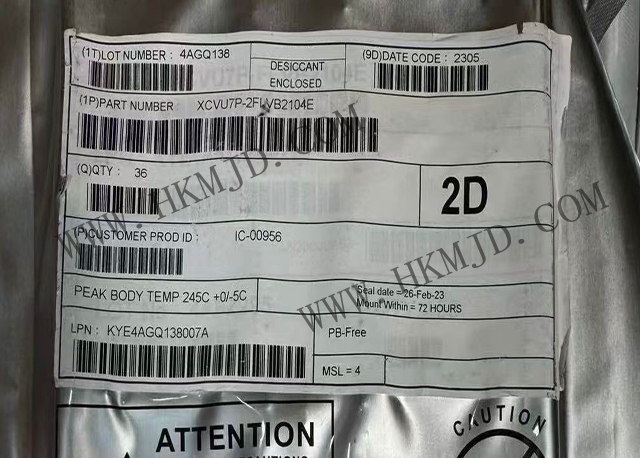 (1T)LOT NUMBER : 4AGQ138
DESICCANT
ENCLOSED
(9D)DATE CODE : 2305
(1P)PART NUMBER : XCVU7P-2FLVB2104E
(Q)QTY : 36
2D
(P)CUSTOMER PROD ID : IC-00956
PEAK BODY TEMP 245C +0/-5C
Seal date = 26-Feb-23
Mount Within = 72 HOURS
LPN : KYE4AGQ138007A
PB-Free
MSL = 4
WWW.HKMJD.COM
WWW.HKMJD.COM
ATTENTION
CAUTION